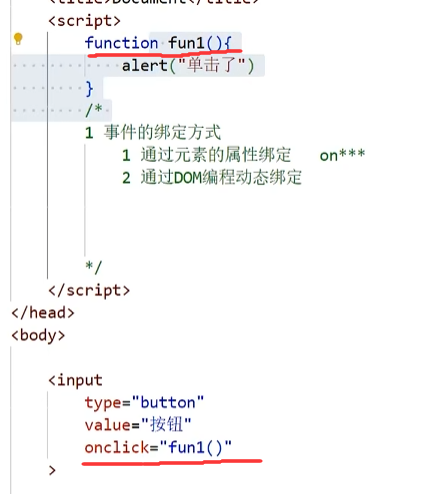 <title>Document</title>
<script>
function fun1(){
alert("单击了")
}
/*
1 事件的绑定方式
1 通过元素的属性绑定 on***
2 通过DOM编程动态绑定
*/
</script>
</head>
<body>
<input
type="button"
value="按钮"
onclick="fun1()"
>